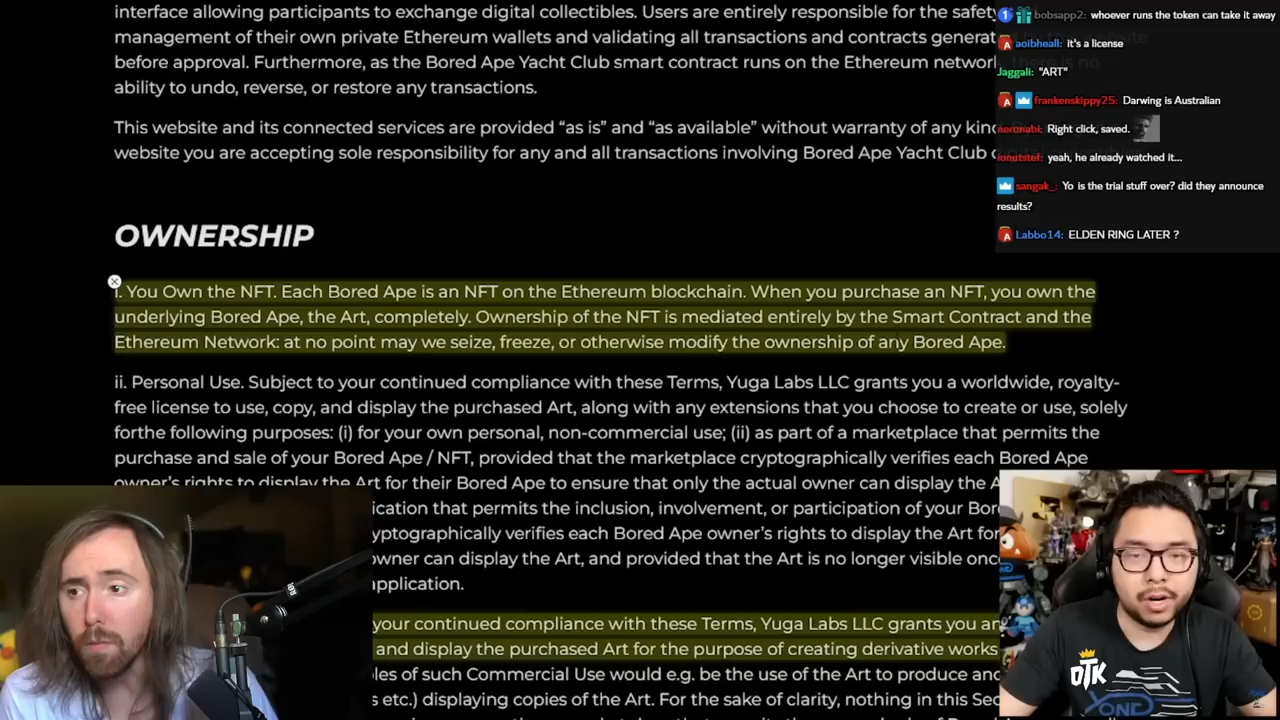 interface allowing participants to exchange digital collectibles. Users are entirely responsible for the safety
management of their own private Ethereum wallets and validating all transactions and contracts generat
before approval. Furthermore, as the Bored Ape Yacht Club smart contract runs on the Ethereum network, there is no
ability to undo, reverse, or restore any transactions.
This website and its connected services are provided “as is” and “as available” without warranty of any kin
website you are accepting sole responsibility for any and all transactions involving Bored Ape Yacht Club
OWNERSHIP
i. You Own the NFT. Each Bored Ape is an NFT on the Ethereum blockchain. When you purchase an NFT, you own the
underlying Bored Ape, the Art, completely. Ownership of the NFT is mediated entirely by the Smart Contract and the
Ethereum Network: at no point may we seize, freeze, or otherwise modify the ownership of any Bored Ape.
ii. Personal Use. Subject to your continued compliance with these Terms, Yuga Labs LLC grants you a worldwide, royalty-
free license to use, copy, and display the purchased Art, along with any extensions that you choose to create or use, solely
forthe following purposes: (i) for your own personal, non-commercial use; (ii) as part of a marketplace that permits the
purchase and sale of your Bored Ape / NFT, provided that the marketplace cryptographically verifies each Bored Ape
owner’s rights to display the Art for their Bored Ape to ensure that only the actual owner can display the A
ication that permits the inclusion, involvement, or participation of your Bor
yptographically verifies each Bored Ape owner’s rights to display the Art for
owner can display the Art, and provided that the Art is no longer visible onc
application.
your continued compliance with these Terms, Yuga Labs LLC grants you an
and display the purchased Art for the purpose of creating derivative works
les of such Commercial Use would e.g. be the use of the Art to produce and
s etc.) displaying copies of the Art. For the sake of clarity, nothing in this Sec
1 bobsapp2: whoever runs the token can take it away
aoibheall: it's a license
Jaggali: "ART"
frankenskippy25: Darwing is Australian
neronabi: Right click, saved.
ionutstel: yeah, he already watched it...
sangak_: Yo is the trial stuff over? did they announce
results?
Labbo14: ELDEN RING LATER ?
DTK